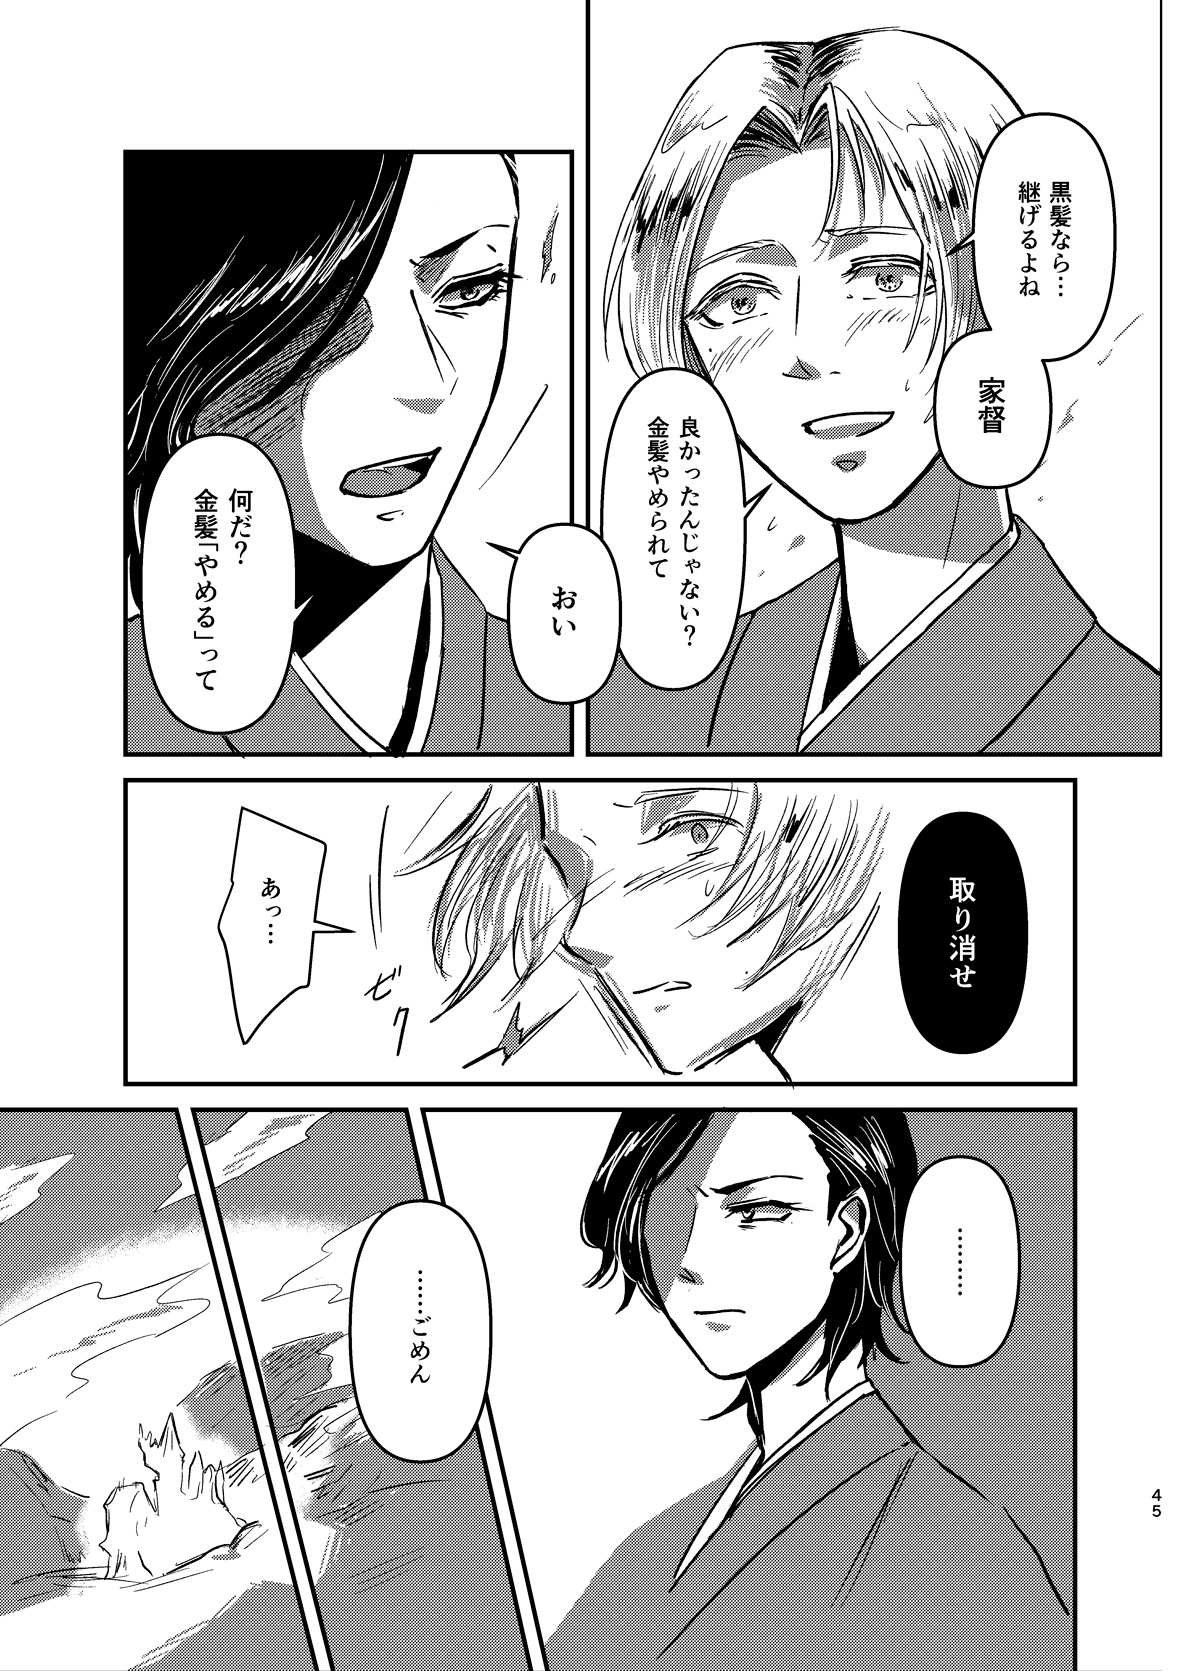 黒髪なら…
継げるよね
家督
良かったんじゃない?
金髪やめられて
おい
何だ?
金髪「やめる」って
取り消せ
ビク
あっ…
………
……ごめん
45